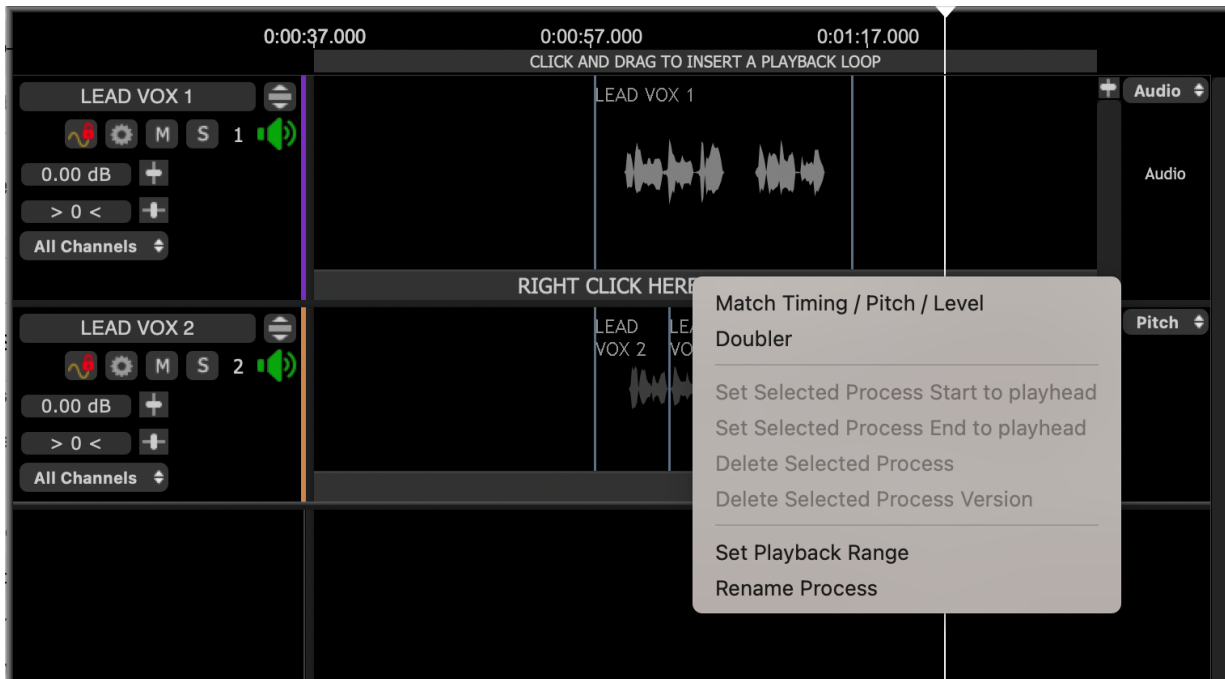 0:00:37.000 0:00:57.000 0:01:17.000
CLICK AND DRAG TO INSERT A PLAYBACK LOOP
LEAD VOX 1
M S 1
0.00 dB
> 0 <
All Channels
LEAD VOX 1
Audio
Audio
RIGHT CLICK HERE
LEAD VOX 2
M S 2
0.00 dB
> 0 <
All Channels
LEAD
VOX 2
Pitch
Match Timing / Pitch / Level
Doubler
Set Selected Process Start to playhead
Set Selected Process End to playhead
Delete Selected Process
Delete Selected Process Version
Set Playback Range
Rename Process